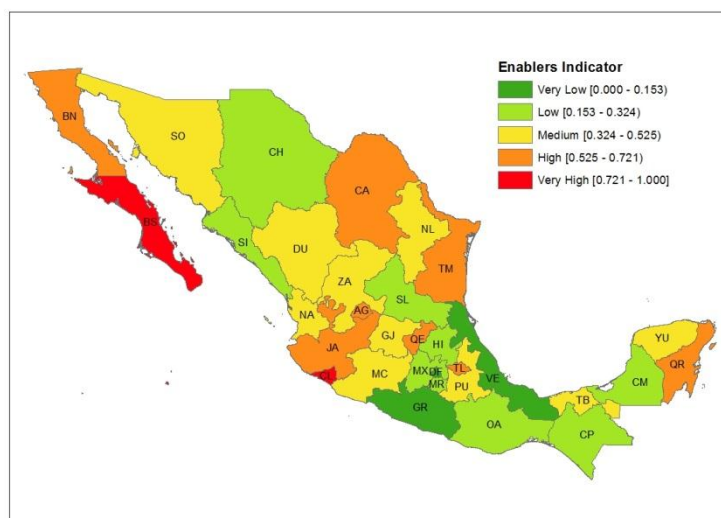 Enablers Indicator
Very Low [0.000 - 0.153)
Low [0.153 - 0.324)
Medium [0.324 - 0.525)
High [0.525 - 0.721)
Very High [0.721 - 1.000]
BN
SO
CH
CA
BS
SI
NL
DU
TM
ZA
SL
NA
AG
GJ
QE
HI
YU
JA
QR
CL
MC
MX
DF
TL
VE
CM
MR
PU
TB
GR
OA
CP